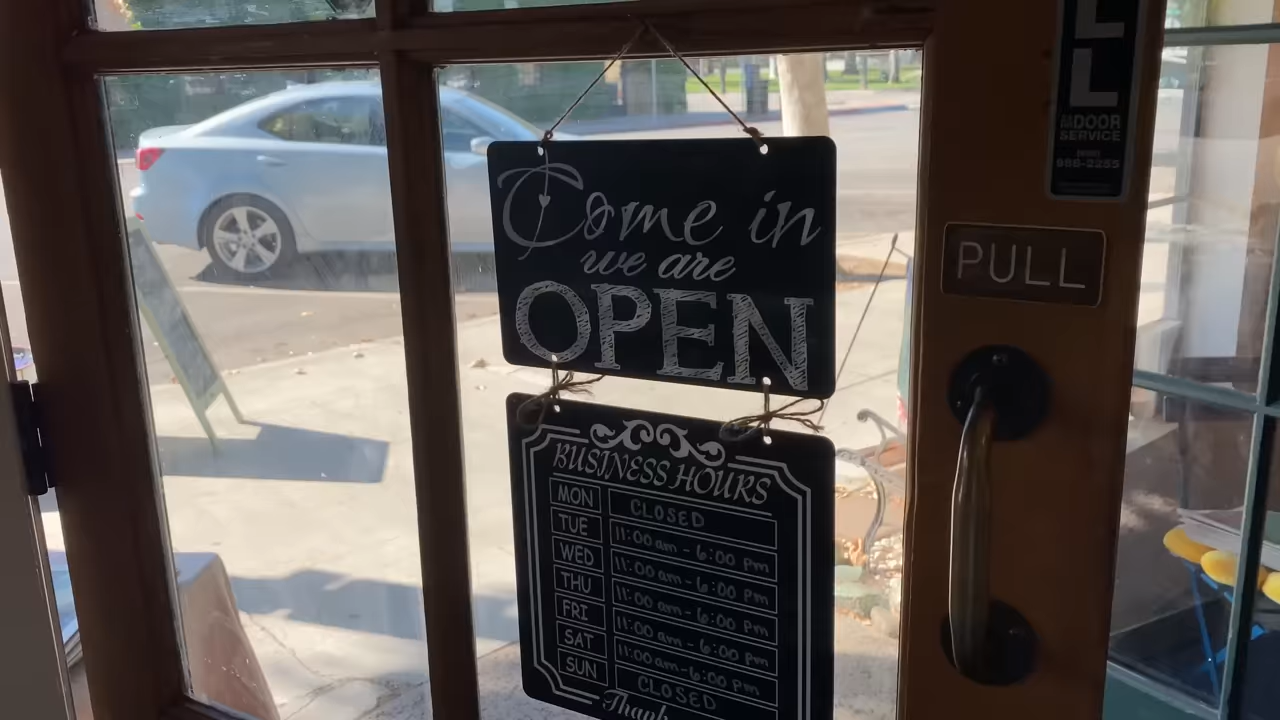 LL
DOOR
SERVICE
988-2255
Come in
we are
OPEN
PULL
BUSINESS HOURS
MON CLOSED
TUE 11:00 am - 6:00 pm
WED 11:00 am - 6:00 pm
THU 11:00 am - 6:00 pm
FRI 11:00 am - 6:00 pm
SAT 11:00 am - 6:00 pm
SUN CLOSED